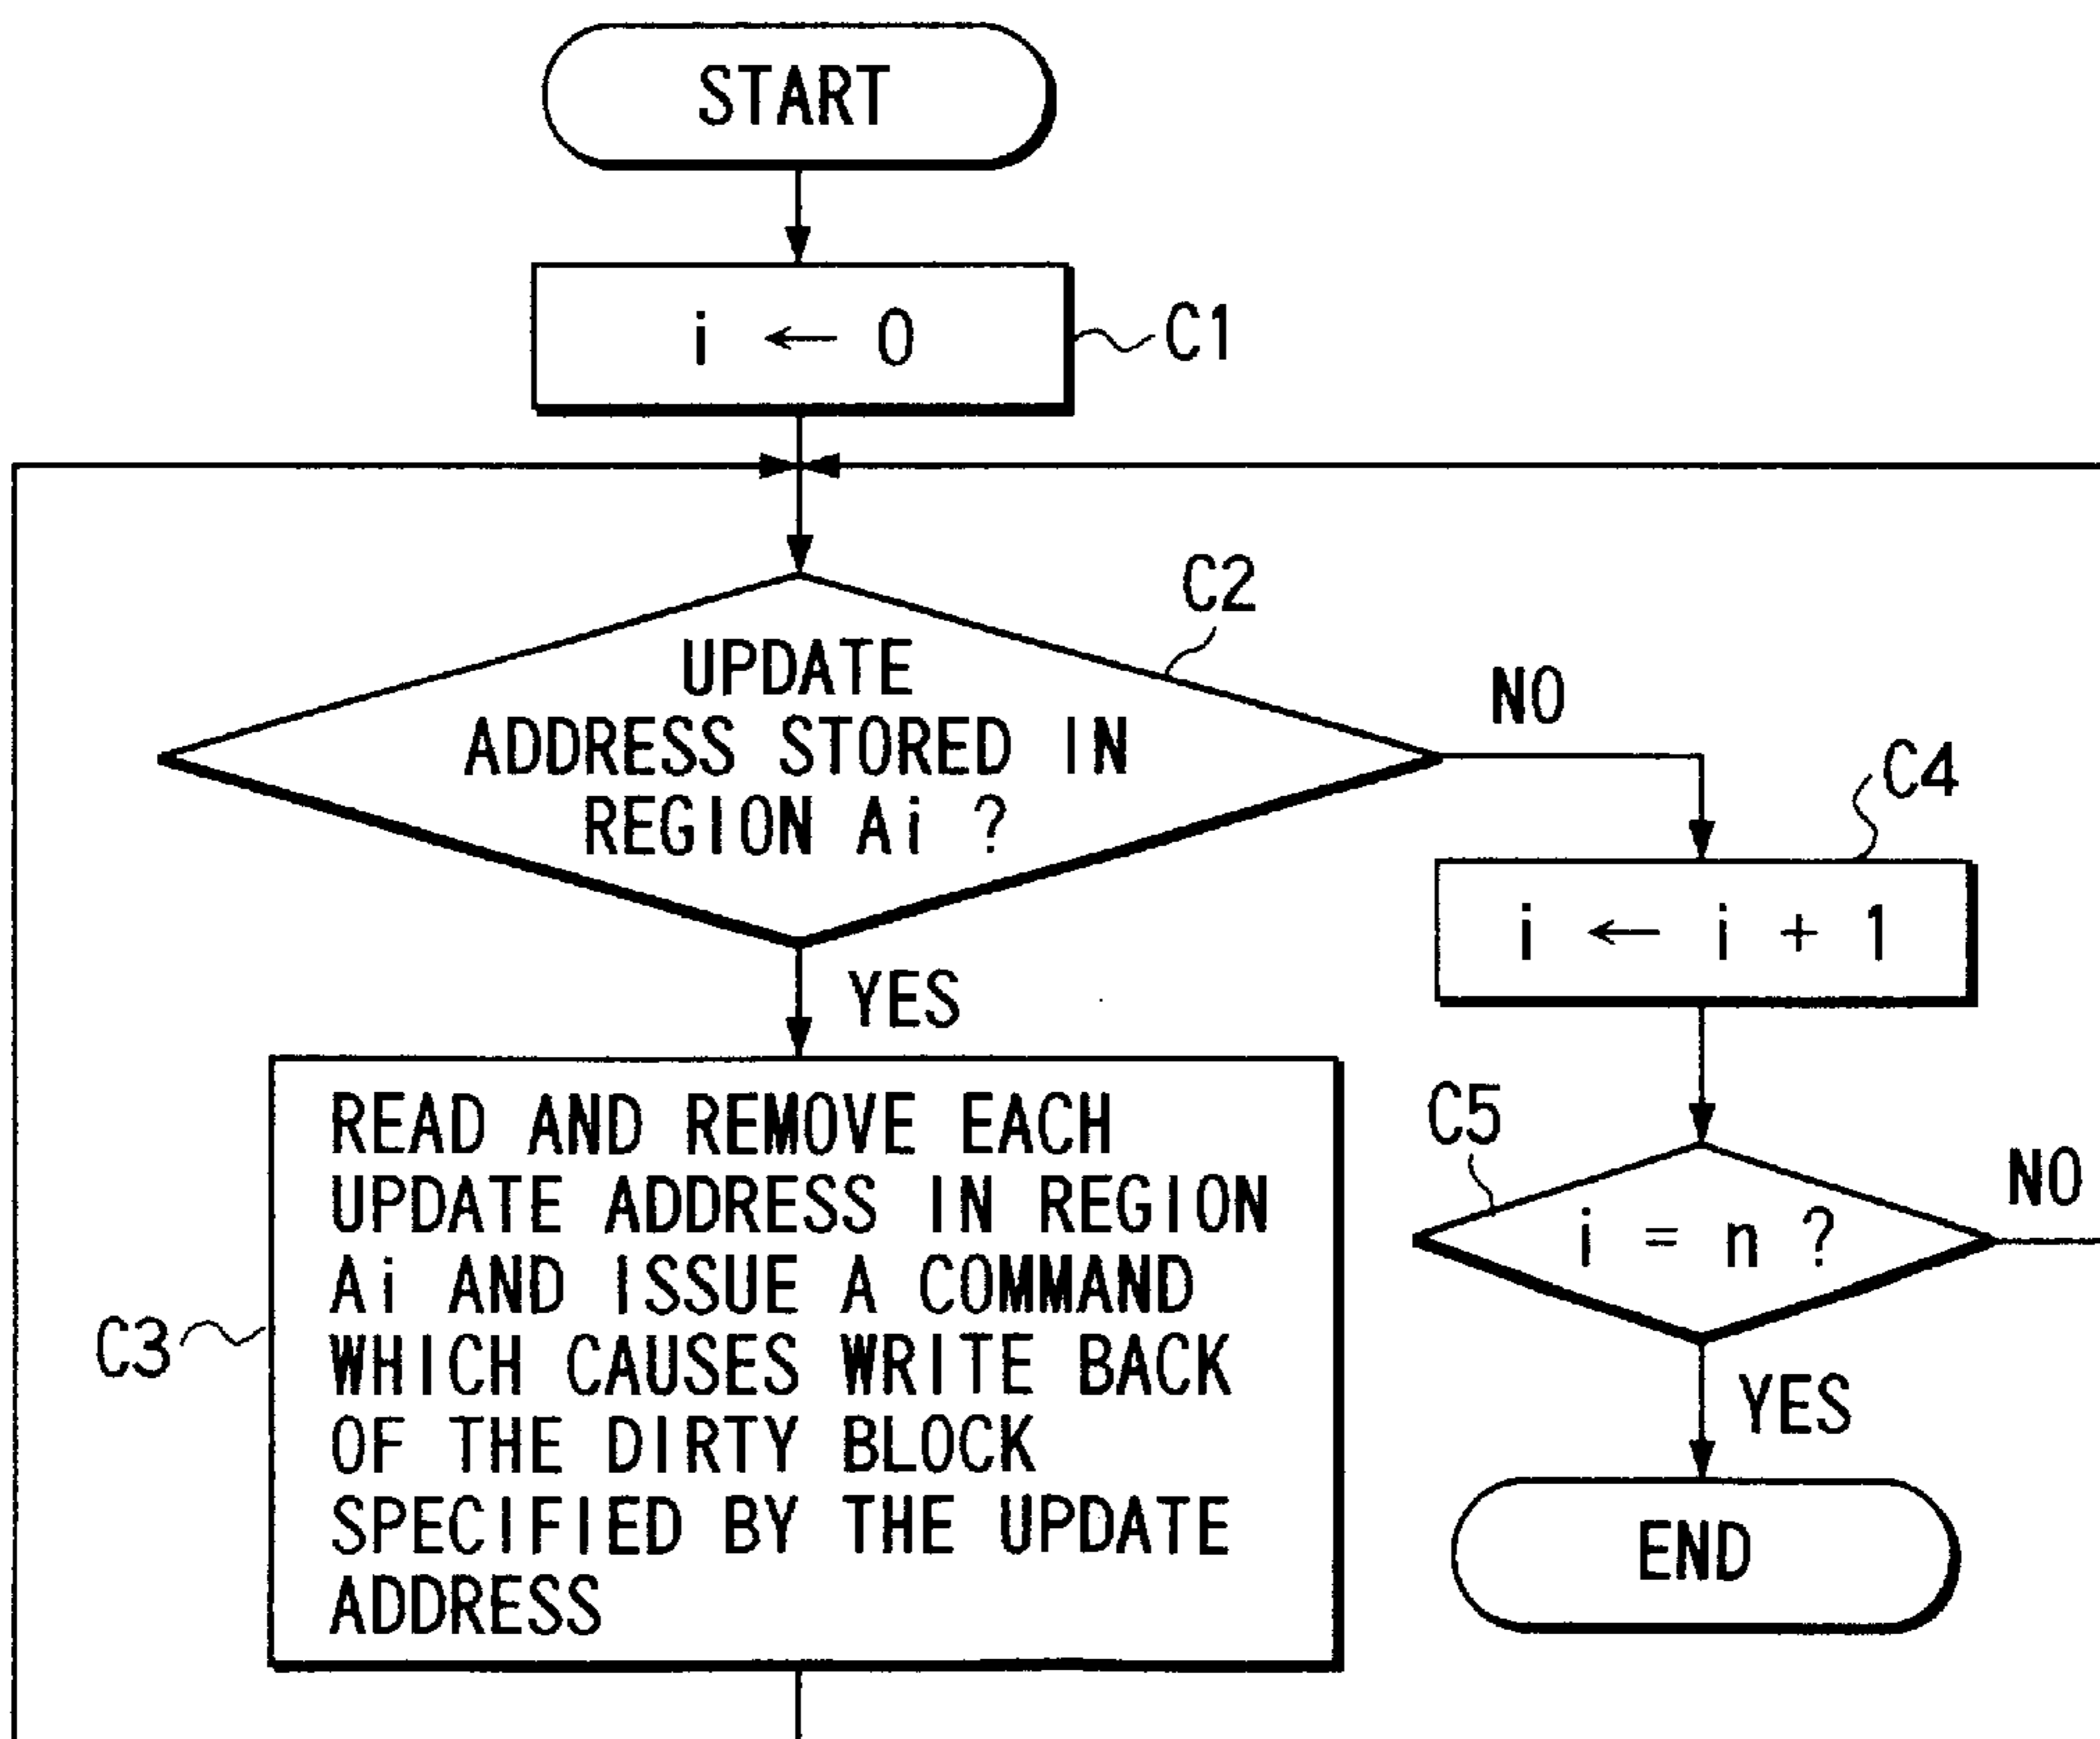 START
i ← 0
C1
C2
UPDATE
ADDRESS STORED IN
REGION Ai ?
NO
C4
i ← i + 1
YES
C5
i = n ?
NO
C3
READ AND REMOVE EACH
UPDATE ADDRESS IN REGION
Ai AND ISSUE A COMMAND
WHICH CAUSES WRITE BACK
OF THE DIRTY BLOCK
SPECIFIED BY THE UPDATE
ADDRESS
YES
END